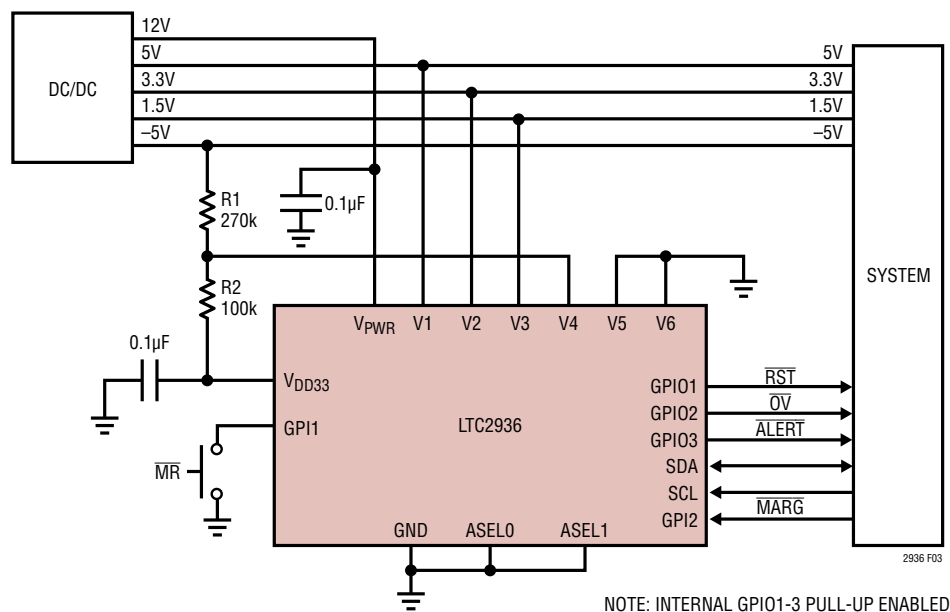 DC/DC
12V
5V
3.3V
1.5V
–5V
5V
3.3V
1.5V
–5V
R1
270k
0.1µF
R2
100k
0.1µF
SYSTEM
VPWR V1 V2 V3 V4 V5 V6
VDD33
GPI1
LTC2936
MR
GPIO1
GPIO2
GPIO3
SDA
SCL
GPI2
RST
OV
ALERT
MARG
GND ASEL0 ASEL1
2936 F03
NOTE: INTERNAL GPIO1-3 PULL-UP ENABLED